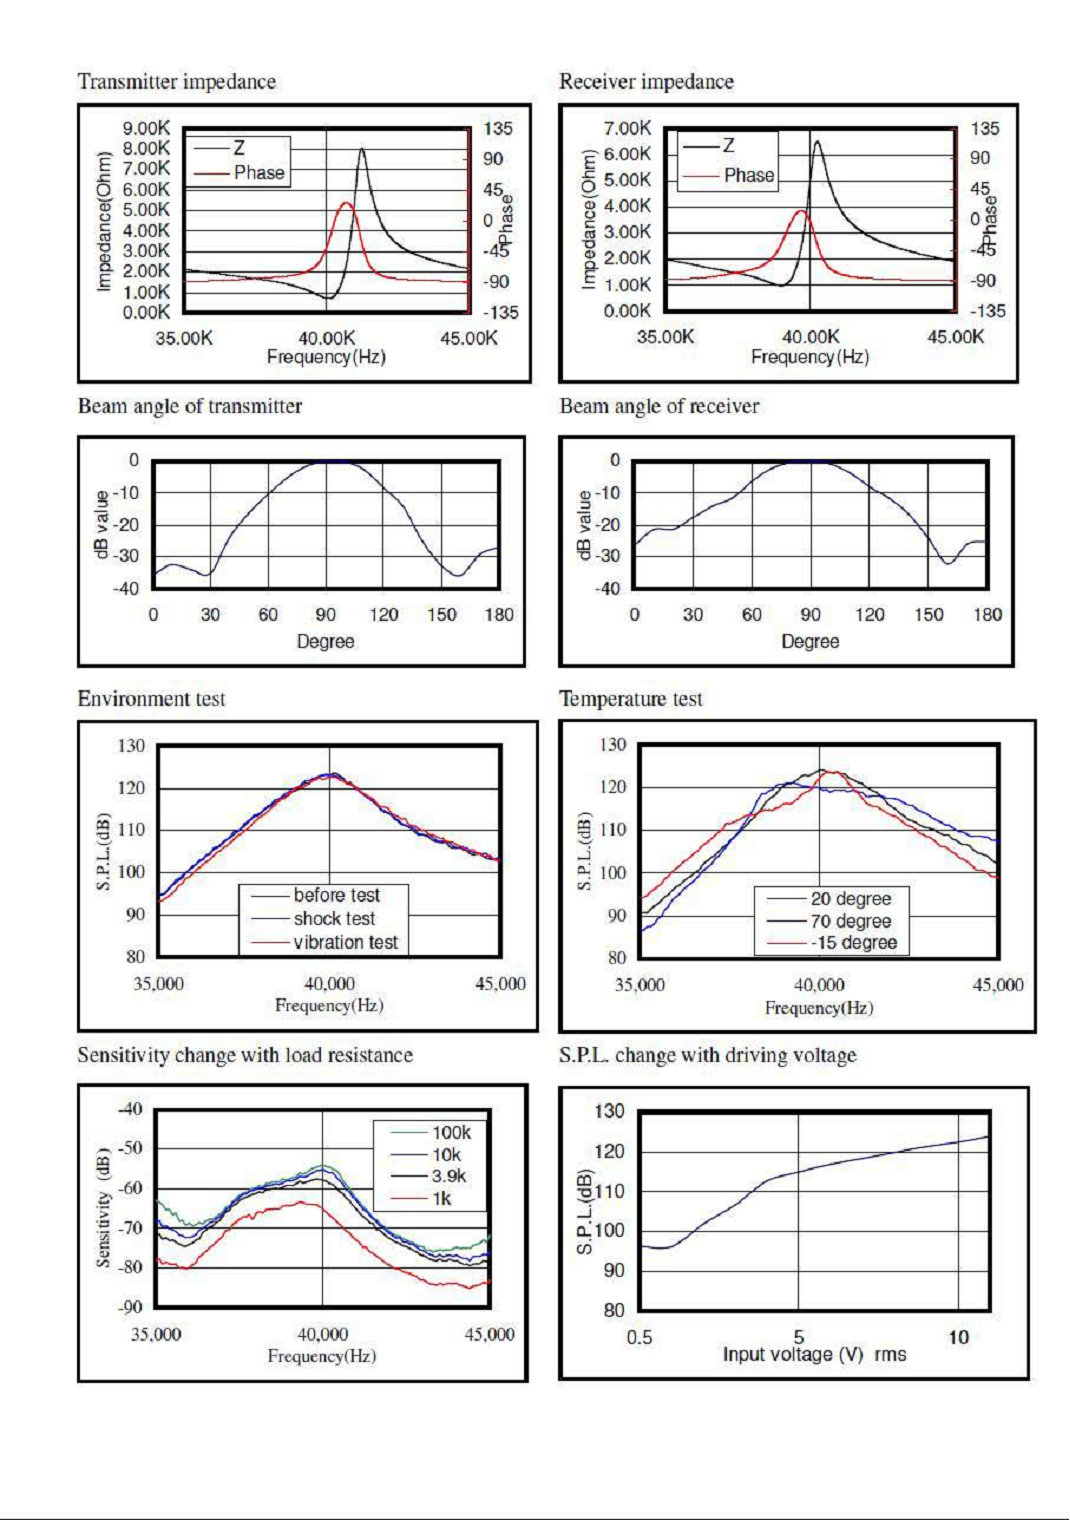 Transmitter impedance
9.00K
8.00K
7.00K
6.00K
5.00K
4.00K
3.00K
2.00K
1.00K
0.00K
Impedance(Ohm)
Z
Phase
135
90
45
0
-45
-90
-135
Phase
35.00K 40.00K 45.00K
Frequency(Hz)
Receiver impedance
7.00K
6.00K
5.00K
4.00K
3.00K
2.00K
1.00K
0.00K
Impedance(Ohm)
Z
Phase
135
90
45
0
-45
-90
-135
Phase
35.00K 40.00K 45.00K
Frequency(Hz)
Beam angle of transmitter
0
-10
-20
-30
-40
dB value
0 30 60 90 120 150 180
Degree
Beam angle of receiver
0
-10
-20
-30
-40
dB value
0 30 60 90 120 150 180
Degree
Environment test
130
120
110
100
90
80
S.P.L.(dB)
before test
shock test
vibration test
35,000 40,000 45,000
Frequency(Hz)
Temperature test
130
120
110
100
90
80
S.P.L.(dB)
20 degree
70 degree
-15 degree
35,000 40,000 45,000
Frequency(Hz)
Sensitivity change with load resistance
-40
-50
-60
-70
-80
-90
Sensitivity (dB)
100k
10k
3.9k
1k
35,000 40,000 45,000
Frequency(Hz)
S.P.L. change with driving voltage
130
120
110
100
90
80
S.P.L.(dB)
0.5 5 10
Input voltage (V) rms